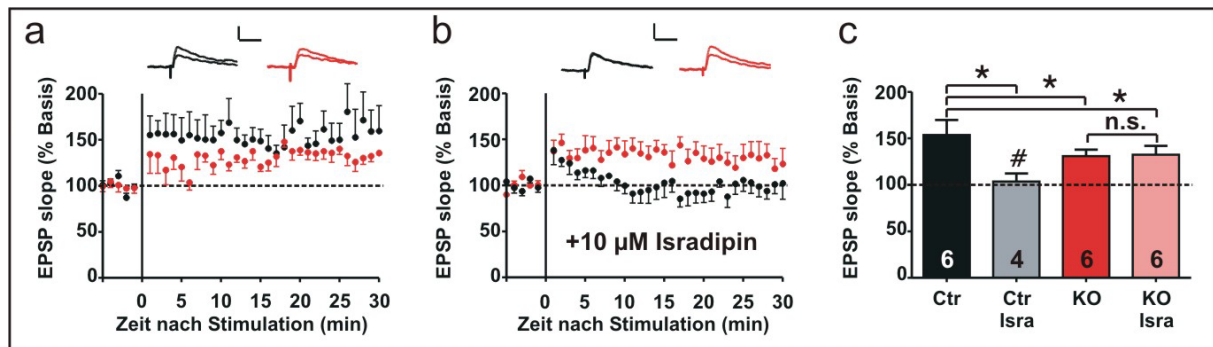 a
EPSP slope (% Basis)
200
150
100
50
0
0 5 10 15 20 25 30
Zeit nach Stimulation (min)
b
EPSP slope (% Basis)
200
150
100
50
0
+10 µM Isradipin
0 5 10 15 20 25 30
Zeit nach Stimulation (min)
c
EPSP slope (% Basis)
200
150
100
50
0
*
*
*
n.s.
#
6 4 6 6
Ctr Ctr KO KO
Isra Isra